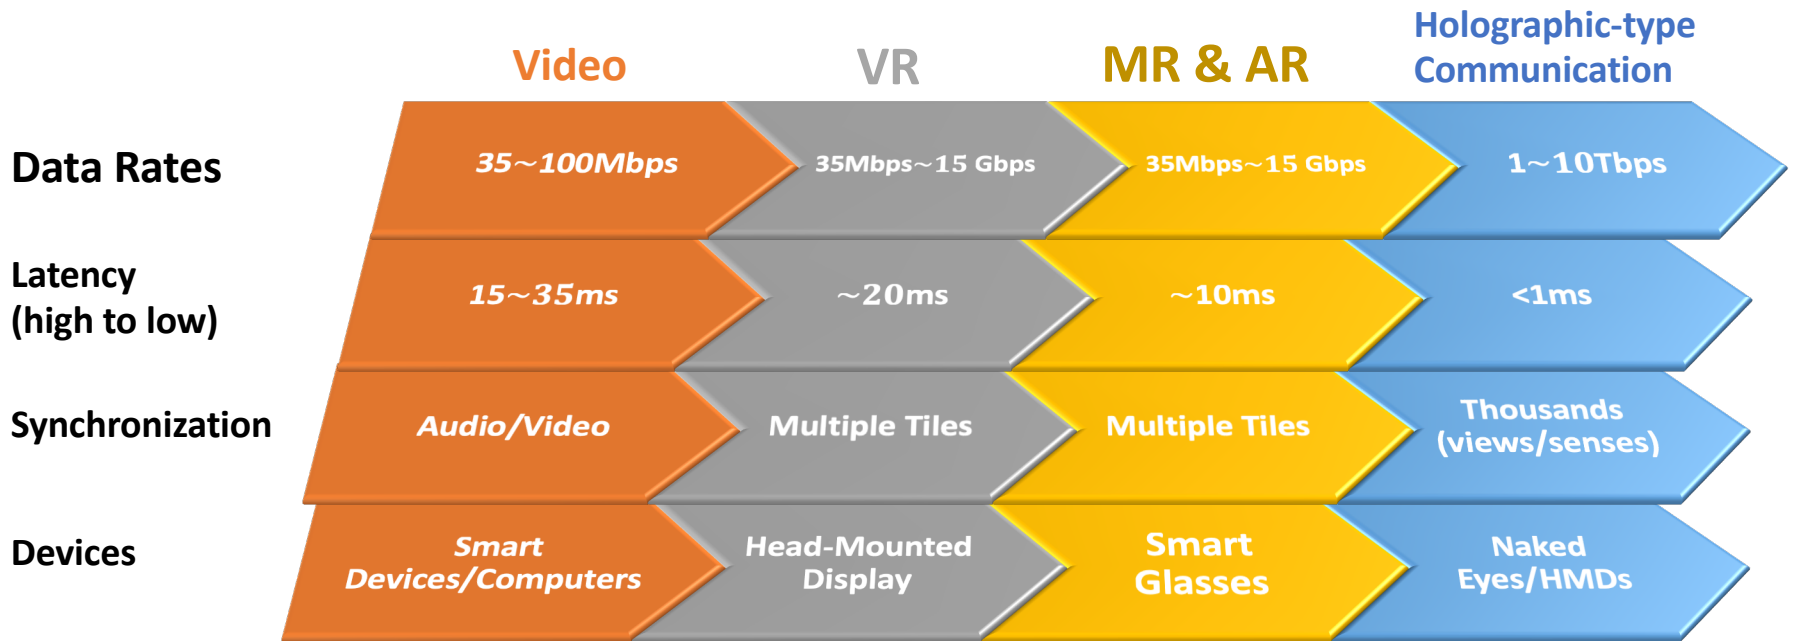 Video
VR
MR & AR
Holographic-type
Communication
Data Rates
35~100Mbps
35Mbps~15 Gbps
35Mbps~15 Gbps
1~10Tbps
Latency
(high to low)
15~35ms
~20ms
~10ms
<1ms
Synchronization
Audio/Video
Multiple Tiles
Multiple Tiles
Thousands
(views/senses)
Devices
Smart
Devices/Computers
Head-Mounted
Display
Smart
Glasses
Naked
Eyes/HMDs